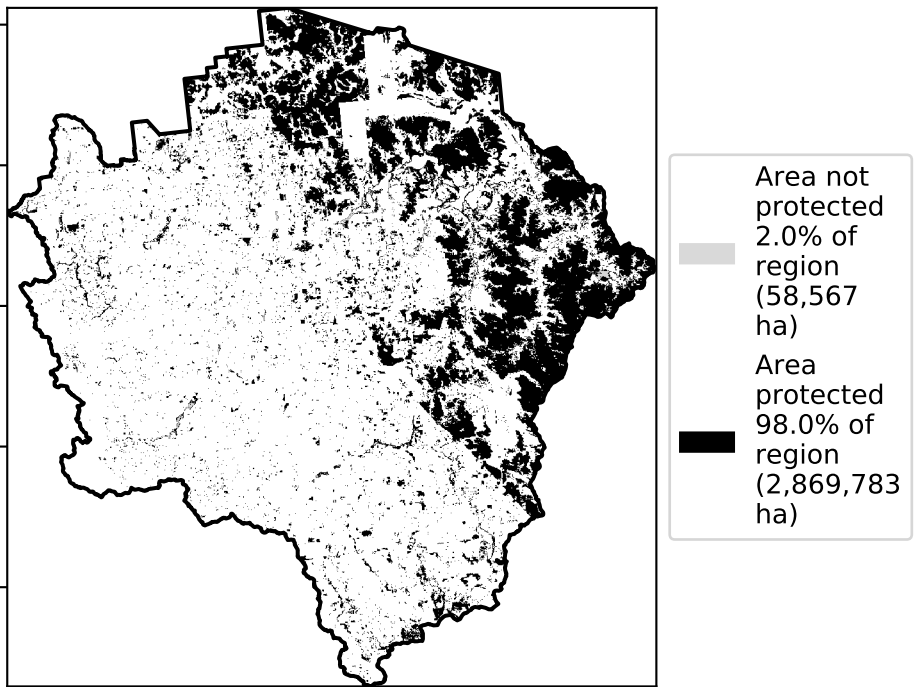 Area not
protected
2.0% of
region
(58,567
ha)
Area
protected
98.0% of
region
(2,869,783
ha)